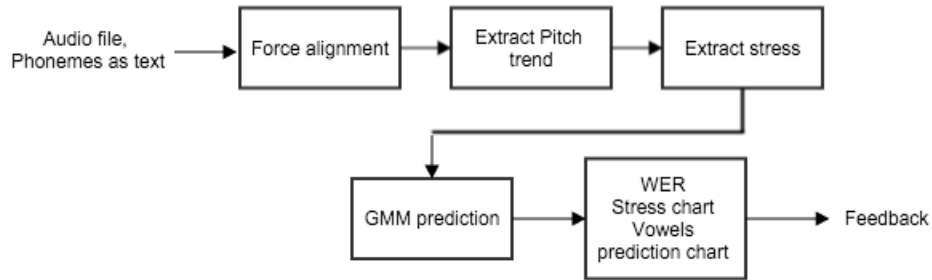 Audio file,
Phonemes as text
Force alignment
Extract Pitch
trend
Extract stress
GMM prediction
WER
Stress chart
Vowels
prediction chart
Feedback